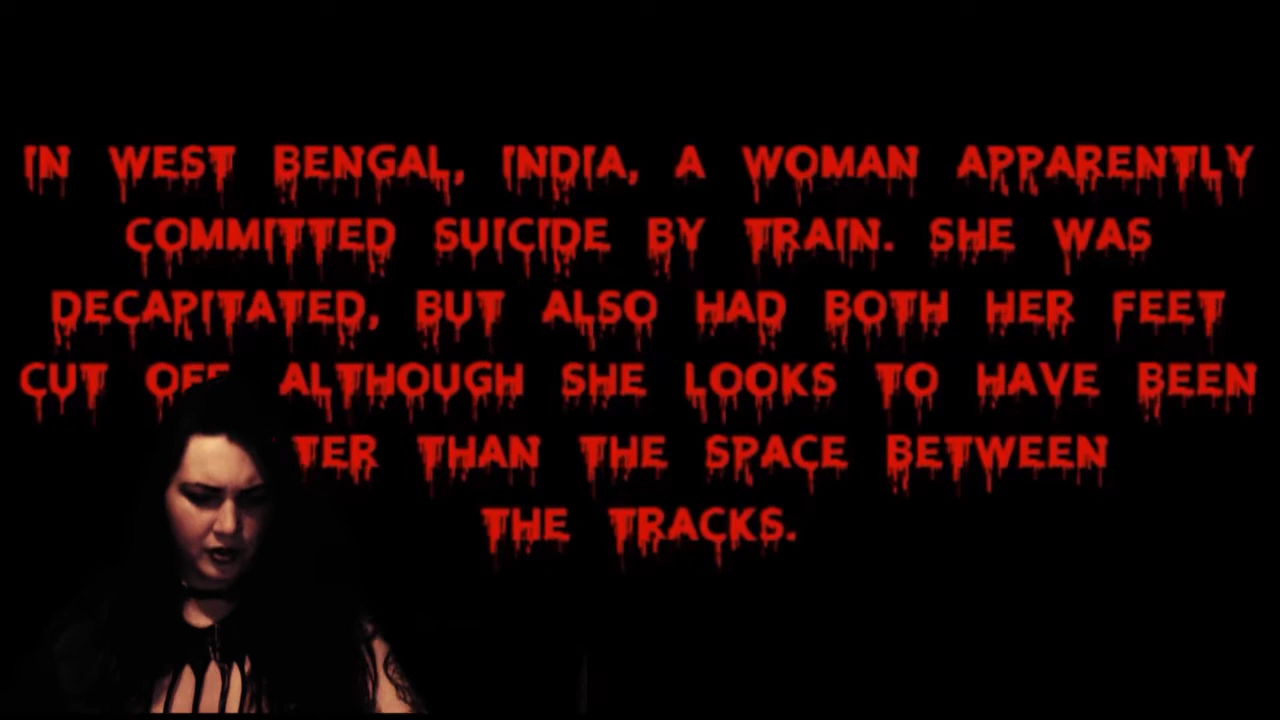 IN WEST BENGAL, INDIA, A WOMAN APPARENTLY
COMMITTED SUICIDE BY TRAIN. SHE WAS
DECAPITATED, BUT ALSO HAD BOTH HER FEET
CUT OFF ALTHOUGH SHE LOOKS TO HAVE BEEN
THAN THE SPACE BETWEEN
THE TRACKS.